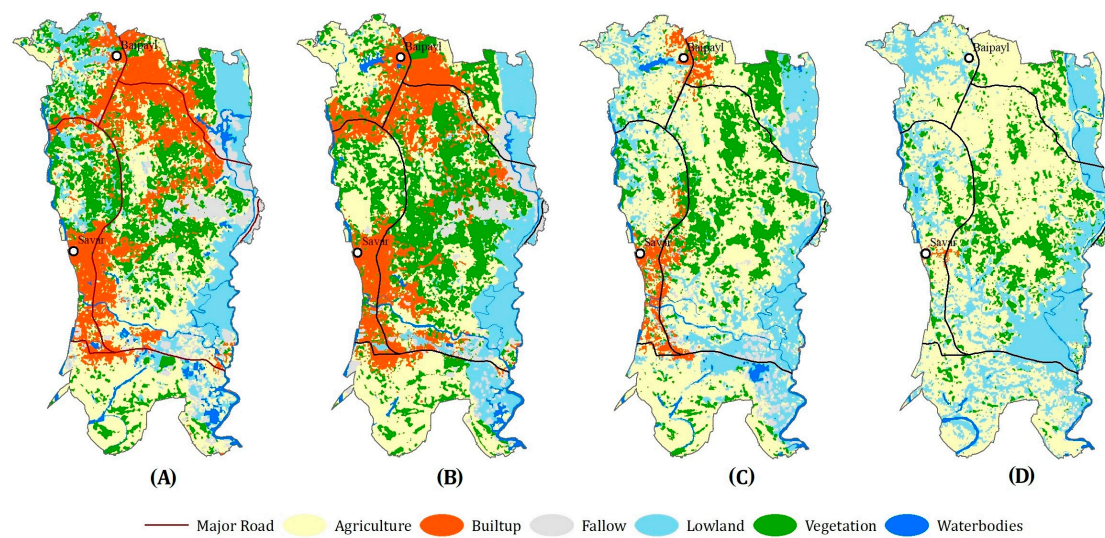 Baipayl
Baipayl
Baipayl
Baipayl
Savar
Savar
Savar
Savar
(A)
(B)
(C)
(D)
Major Road Agriculture Builtup Fallow Lowland Vegetation Waterbodies